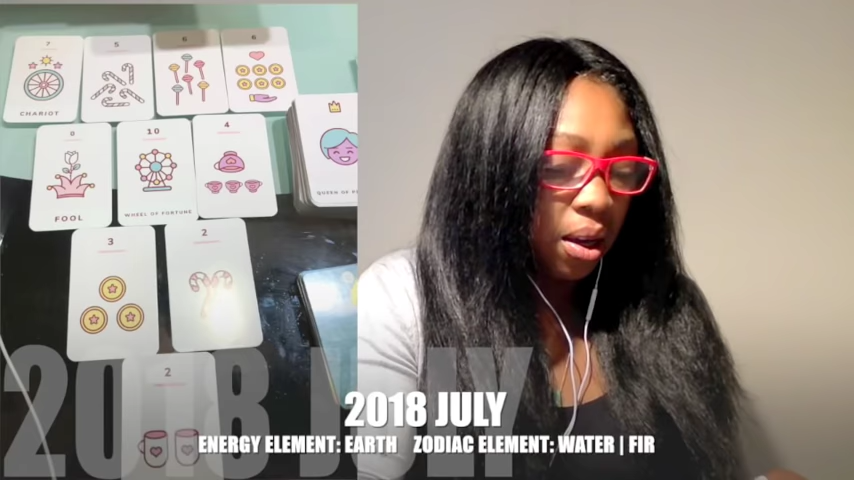 7
5
6
6
CHARIOT
0
10
4
FOOL
WHEEL OF FORTUNE
QUEEN OF
3
2
2
2018 JULY
2018 JULY
ENERGY ELEMENT: EARTH ZODIAC ELEMENT: WATER | FIR